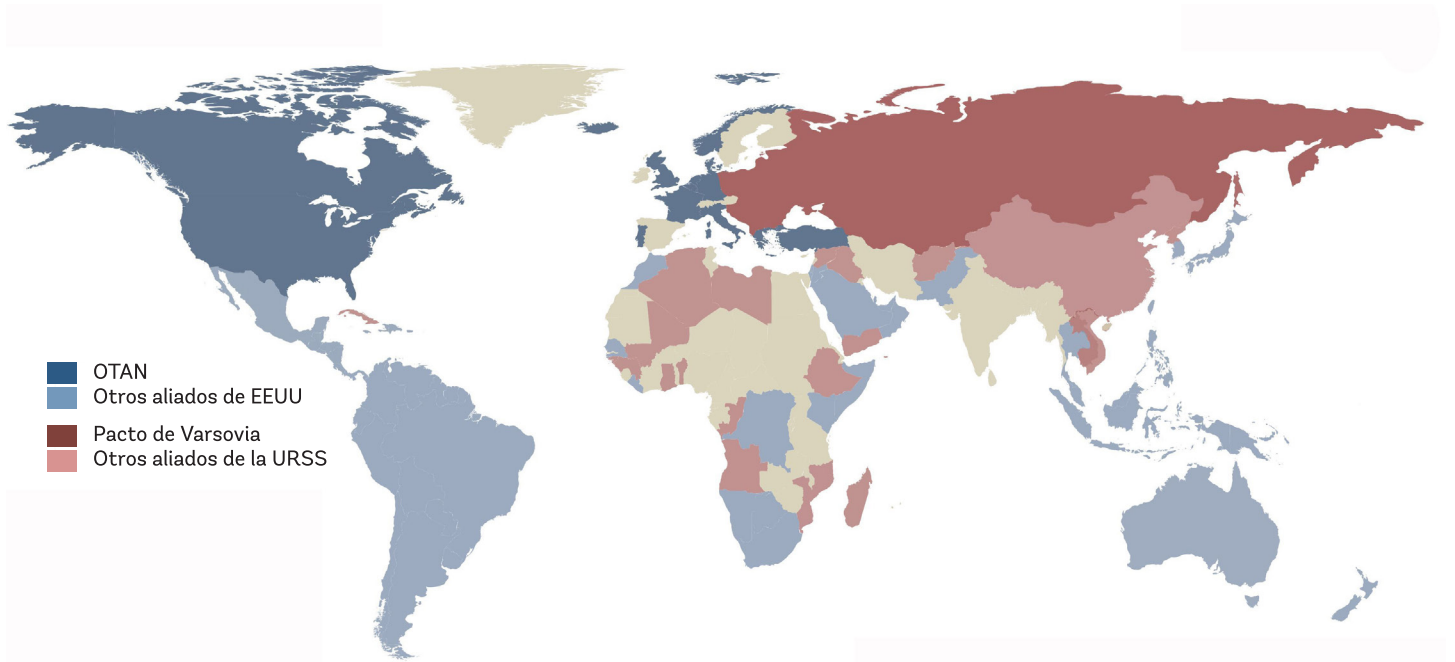 OTAN
Otros aliados de EEUU
Pacto de Varsovia
Otros aliados de la URSS